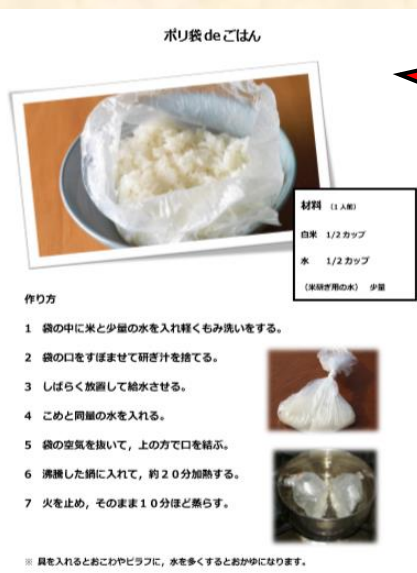 ポリ袋 de ごはん
材料 (1人前)
白米 1/2カップ
水 1/2カップ
(米研ぎ用の水) 少量
作り方
1 袋の中に米と少量の水を入れ軽くもみ洗いをする。
2 袋の口をすぼませて研ぎ汁を捨てる。
3 しばらく放置して給水させる。
4 こめと同量の水を入れる。
5 袋の空気を抜いて，上の方で口を結ぶ。
6 沸騰した鍋に入れて，約２０分加熱する。
7 火を止め，そのまま１０分ほど蒸らす。
※ 具を入れるとおこわやピラフに，水を多くするとおかゆになります。